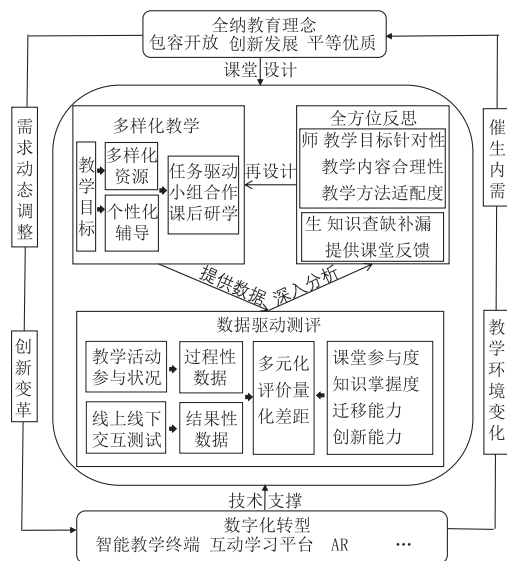 全纳教育理念
包容开放 创新发展 平等优质
课堂设计
需求动态调整
创新变革
催生内需
教学环境变化
多样化教学
教学目标
多样化
资源
个性化
辅导
任务驱动
小组合作
课后研学
再设计
全方位反思
师 教学目标针对性
教学内容合理性
教学方法适配度
生 知识查缺补漏
提供课堂反馈
提供数据
深入分析
数据驱动测评
教学活动
参与状况
过程性
数据
线上线下
交互测试
结果性
数据
多元化
评价量
化差距
课堂参与度
知识掌握度
迁移能力
创新能力
技术支撑
数字化转型
智能教学终端 互动学习平台 AR …